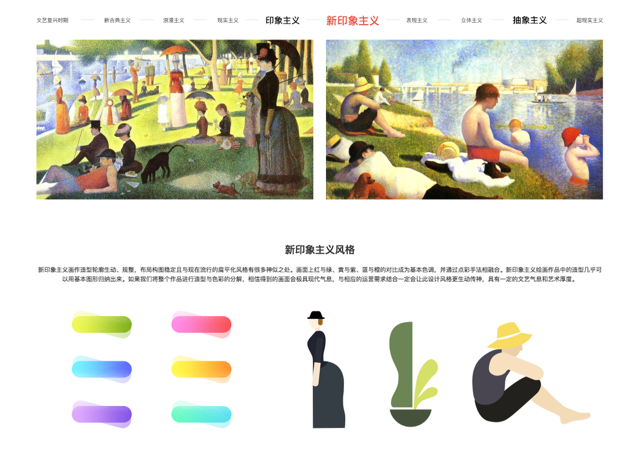 文艺复兴时期 新古典主义 浪漫主义 现实主义 印象主义 新印象主义 表现主义 立体主义 抽象主义 超现实主义
新印象主义风格
新印象主义画作造型轮廓生动、规整，布局构图稳定且与现在流行的扁平化风格有很多神似之处。画面上红与绿、黄与紫、蓝与橙的对比成为基本色调，并通过点彩手法相融合。新印象主义绘画作品中的造型几乎可
以用基本图形归纳出来。如果我们将整个作品进行造型与色彩的分解，相信得到的画面会极具现代气息，与相应的运营需求结合一定会让此设计风格更生动传神，具有一定的文艺气息和艺术厚度。